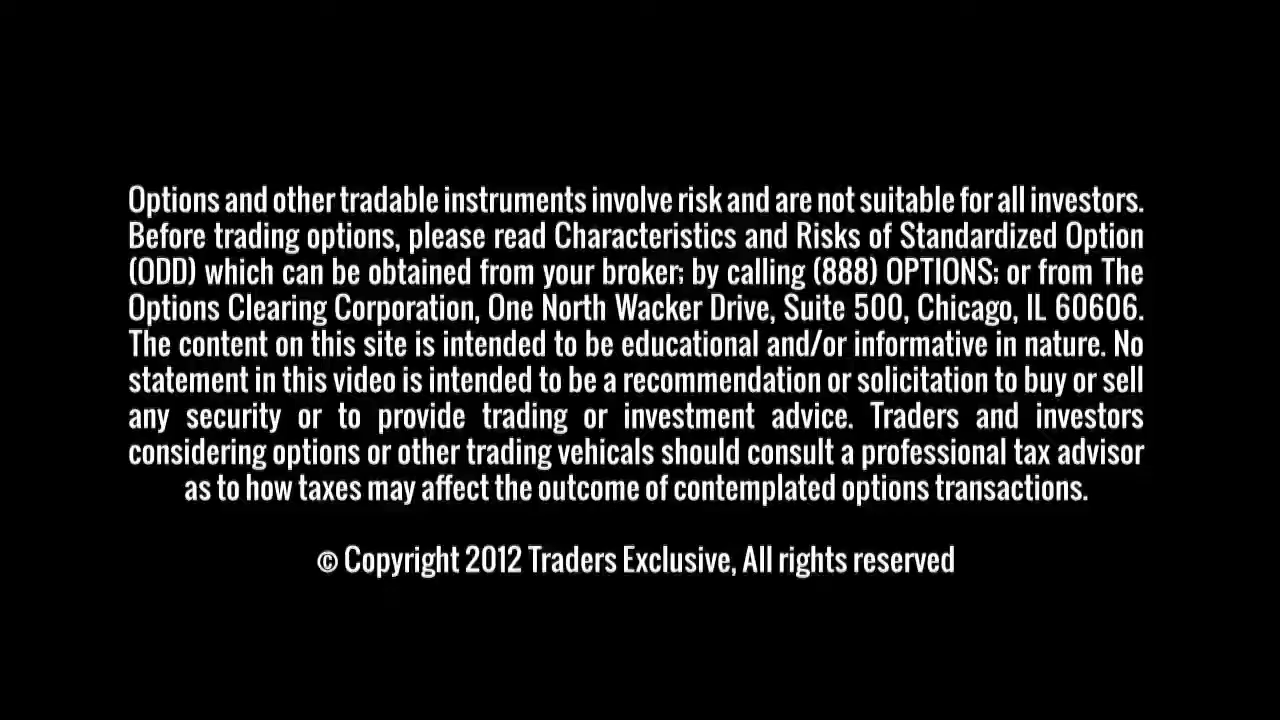 Options and other tradable instruments involve risk and are not suitable for all investors.
Before trading options, please read Characteristics and Risks of Standardized Option
(ODD) which can be obtained from your broker; by calling (888) OPTIONS; or from The
Options Clearing Corporation, One North Wacker Drive, Suite 500, Chicago, IL 60606.
The content on this site is intended to be educational and/or informative in nature. No
statement in this video is intended to be a recommendation or solicitation to buy or sell
any security or to provide trading or investment advice. Traders and investors
considering options or other trading vehicals should consult a professional tax advisor
as to how taxes may affect the outcome of contemplated options transactions.
© Copyright 2012 Traders Exclusive, All rights reserved